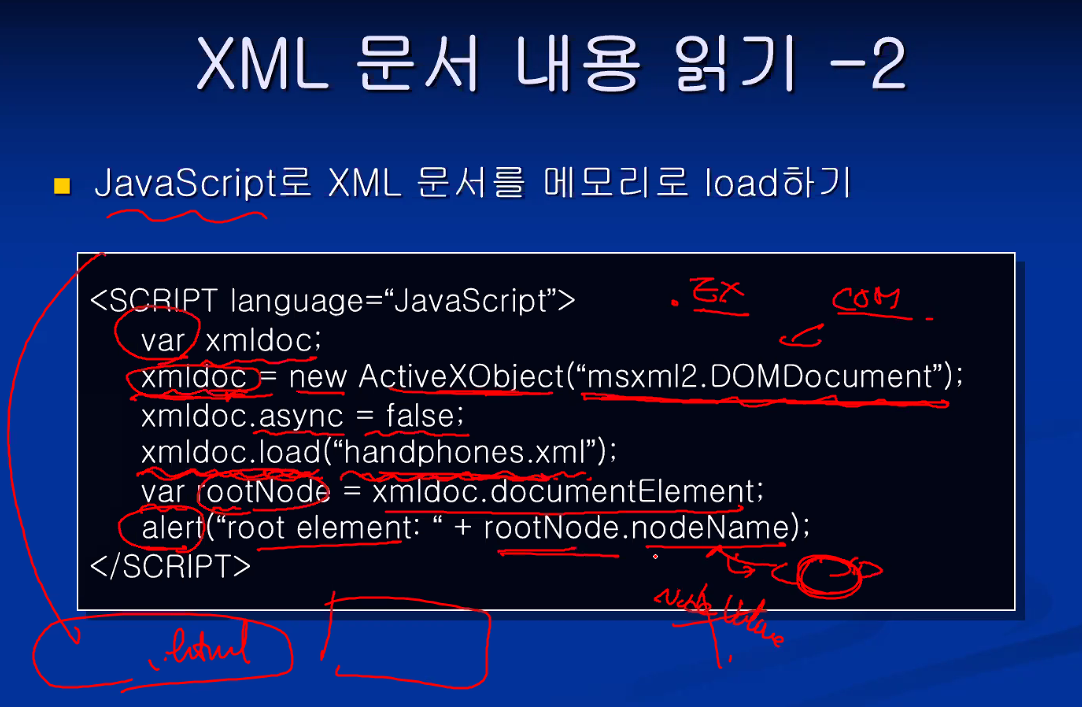 XML 문서 내용 읽기 -2
JavaScript로 XML 문서를 메모리로 load하기
<SCRIPT language=“JavaScript”>
var xmldoc;
xmldoc = new ActiveXObject(“msxml2.DOMDocument”);
xmldoc.async = false;
xmldoc.load(“handphones.xml”);
var rootNode = xmldoc.documentElement;
alert(“root element: “ + rootNode.nodeName);
</SCRIPT>
. EX
COM
.html